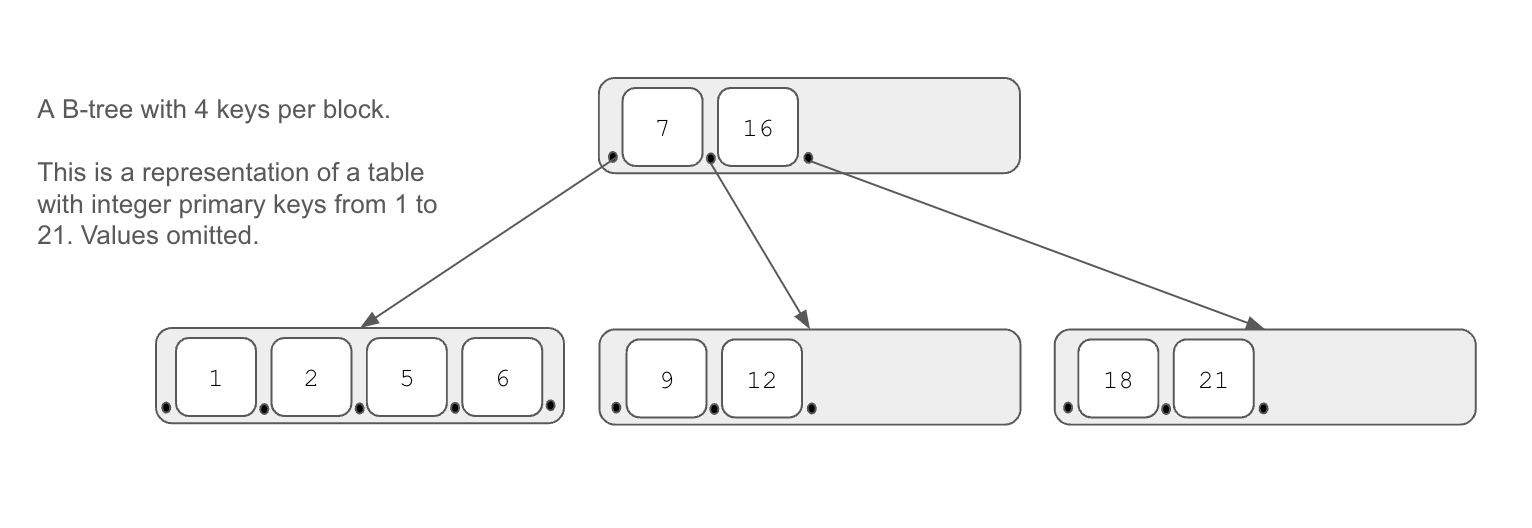 A B-tree with 4 keys per block.
This is a representation of a table
with integer primary keys from 1 to
21. Values omitted.
7 16
1 2 5 6 9 12 18 21